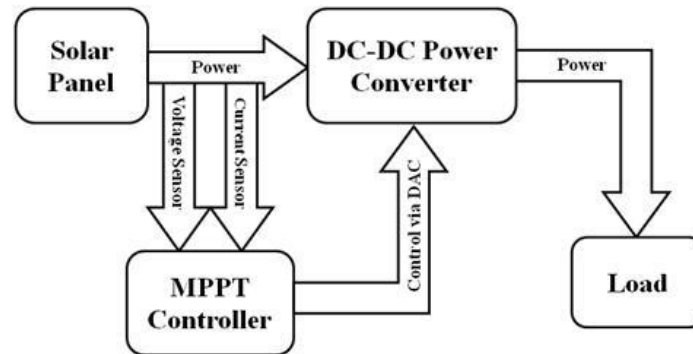 Solar
Panel
Power
DC-DC Power
Converter
Power
Voltage Sensor
Current Sensor
Control via DAC
MPPT
Controller
Load